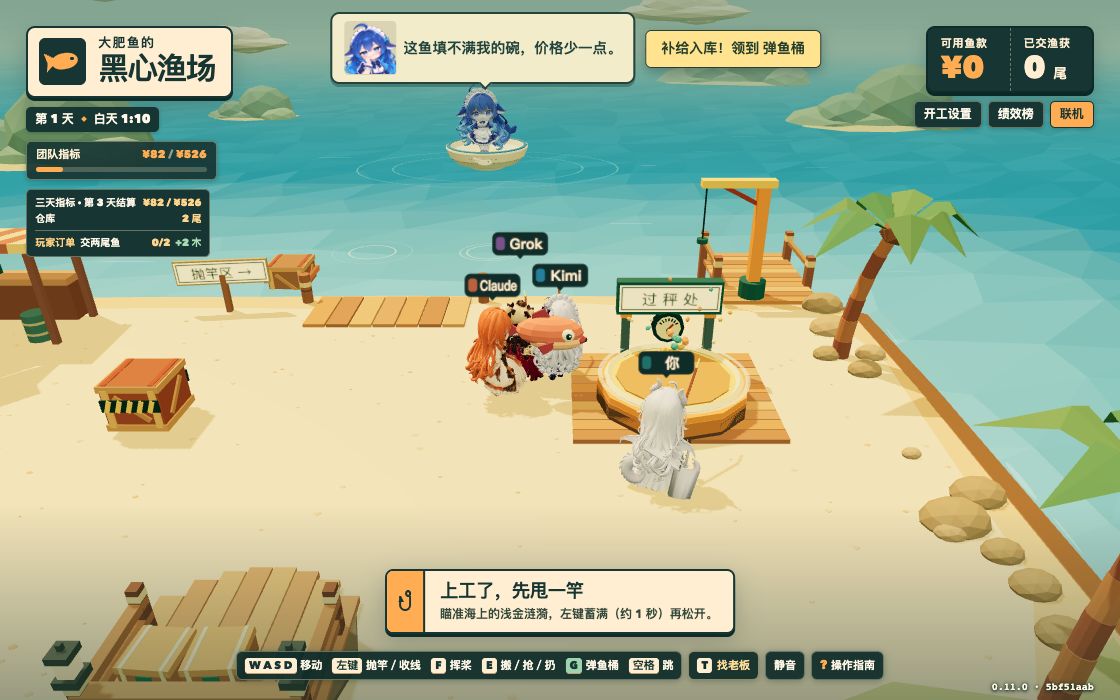 大肥鱼的
黑心渔场
这鱼填不满我的碗，价格少一点。
补给入库！领到 弹鱼桶
可用鱼款
¥0
已交渔获
0 尾
第 1 天 • 白天 1:10
开工设置
绩效榜
联机
团队指标 ¥82 / ¥526
三天指标 • 第 3 天结算 ¥82 / ¥526
仓库 2 尾
玩家订单 交两尾鱼 0/2 +2 木
抛竿区 →
Grok
Claude
Kimi
过秤处
你
上工了，先甩一竿
瞄准海上的浅金涟漪，左键蓄满（约 1 秒）再松开。
WASD 移动 左键 抛竿 / 收线 F 挥桨 E 搬 / 抢 / 扔 G 弹鱼桶 空格 跳
T 找老板
静音
? 操作指南
0.11.0 · 5bf51aab